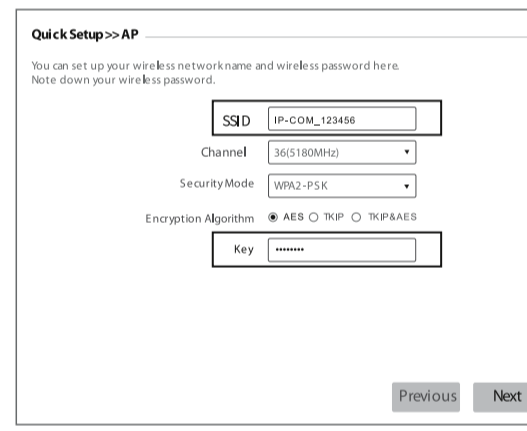 Quick Setup>>AP
You can set up your wireless network name and wireless password here.
Note down your wireless password.
SSID IP-COM_123456
Channel 36(5180MHz)
Security Mode WPA2-PSK
Encryption Algorithm AES TKIP TKIP&AES
Key ••••••••
Previous Next